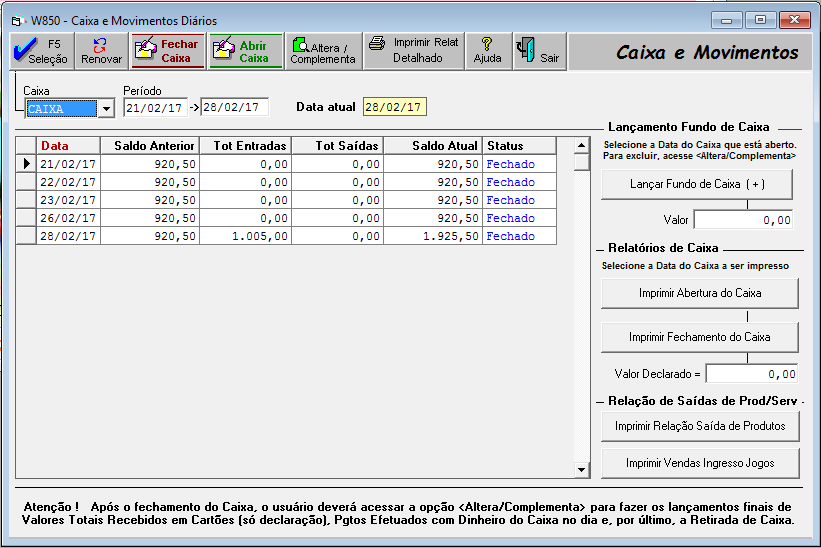 W850 - Caixa e Movimentos Diários
F5
Seleção
Renovar
Fechar
Caixa
Abrir
Caixa
Altera /
Complementa
Imprimir Relat
Detalhado
Ajuda
Sair
Caixa e Movimentos
Caixa
Período
CAIXA
21/02/17 -> 28/02/17
Data atual 28/02/17
Data Saldo Anterior Tot Entradas Tot Saídas Saldo Atual Status
21/02/17 920,50 0,00 0,00 920,50 Fechado
22/02/17 920,50 0,00 0,00 920,50 Fechado
23/02/17 920,50 0,00 0,00 920,50 Fechado
26/02/17 920,50 0,00 0,00 920,50 Fechado
28/02/17 920,50 1.005,00 0,00 1.925,50 Fechado
Lançamento Fundo de Caixa
Selecione a Data do Caixa que está aberto.
Para excluir, acesse <Altera/Complementa>
Lançar Fundo de Caixa ( + )
Valor 0,00
Relatórios de Caixa
Selecione a Data do Caixa a ser impresso
Imprimir Abertura do Caixa
Imprimir Fechamento do Caixa
Valor Declarado = 0,00
Relação de Saídas de Prod/Serv
Imprimir Relação Saída de Produtos
Imprimir Vendas Ingresso Jogos
Atenção ! Após o fechamento do Caixa, o usuário deverá acessar a opção <Altera/Complementa> para fazer os lançamentos finais de
Valores Totais Recebidos em Cartões (só declaração), Pgtos Efetuados com Dinheiro do Caixa no dia e, por último, a Retirada de Caixa.